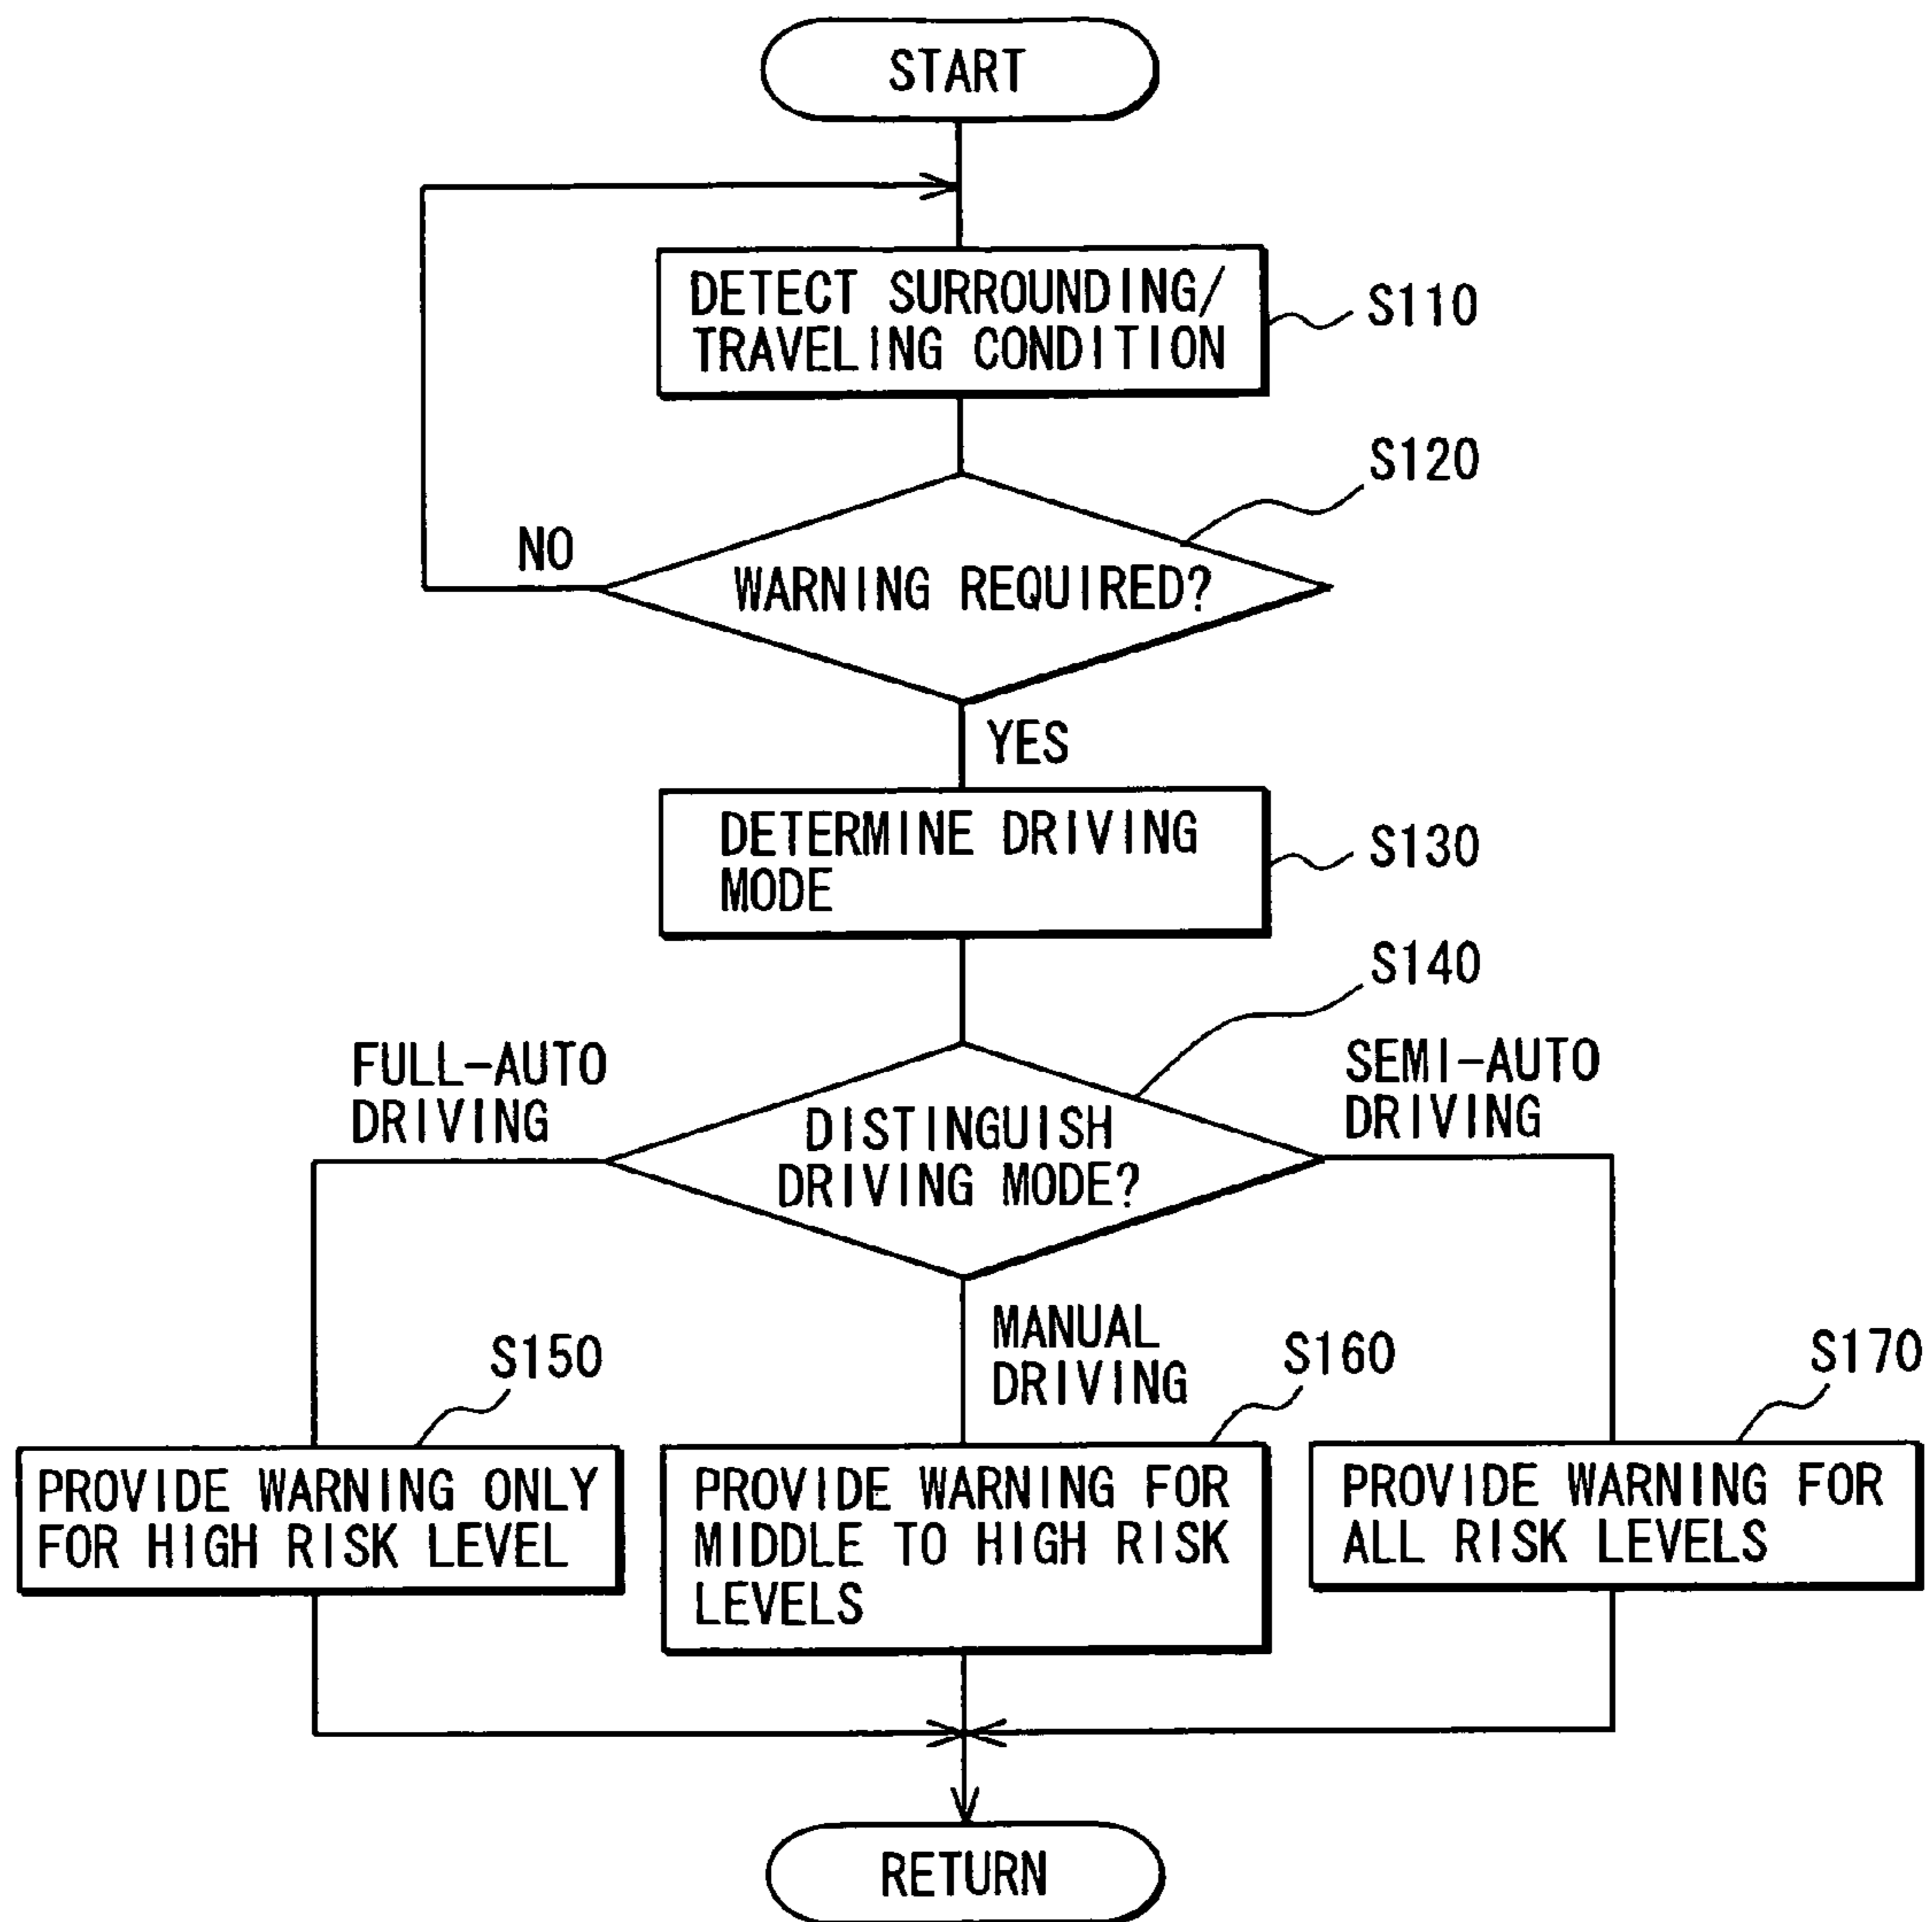 START
DETECT SURROUNDING/
TRAVELING CONDITION
S110
S120
NO
WARNING REQUIRED?
YES
DETERMINE DRIVING
MODE
S130
S140
FULL-AUTO
DRIVING
SEMI-AUTO
DRIVING
DISTINGUISH
DRIVING MODE?
MANUAL
DRIVING
S150
S160
S170
PROVIDE WARNING ONLY
FOR HIGH RISK LEVEL
PROVIDE WARNING FOR
MIDDLE TO HIGH RISK
LEVELS
PROVIDE WARNING FOR
ALL RISK LEVELS
RETURN